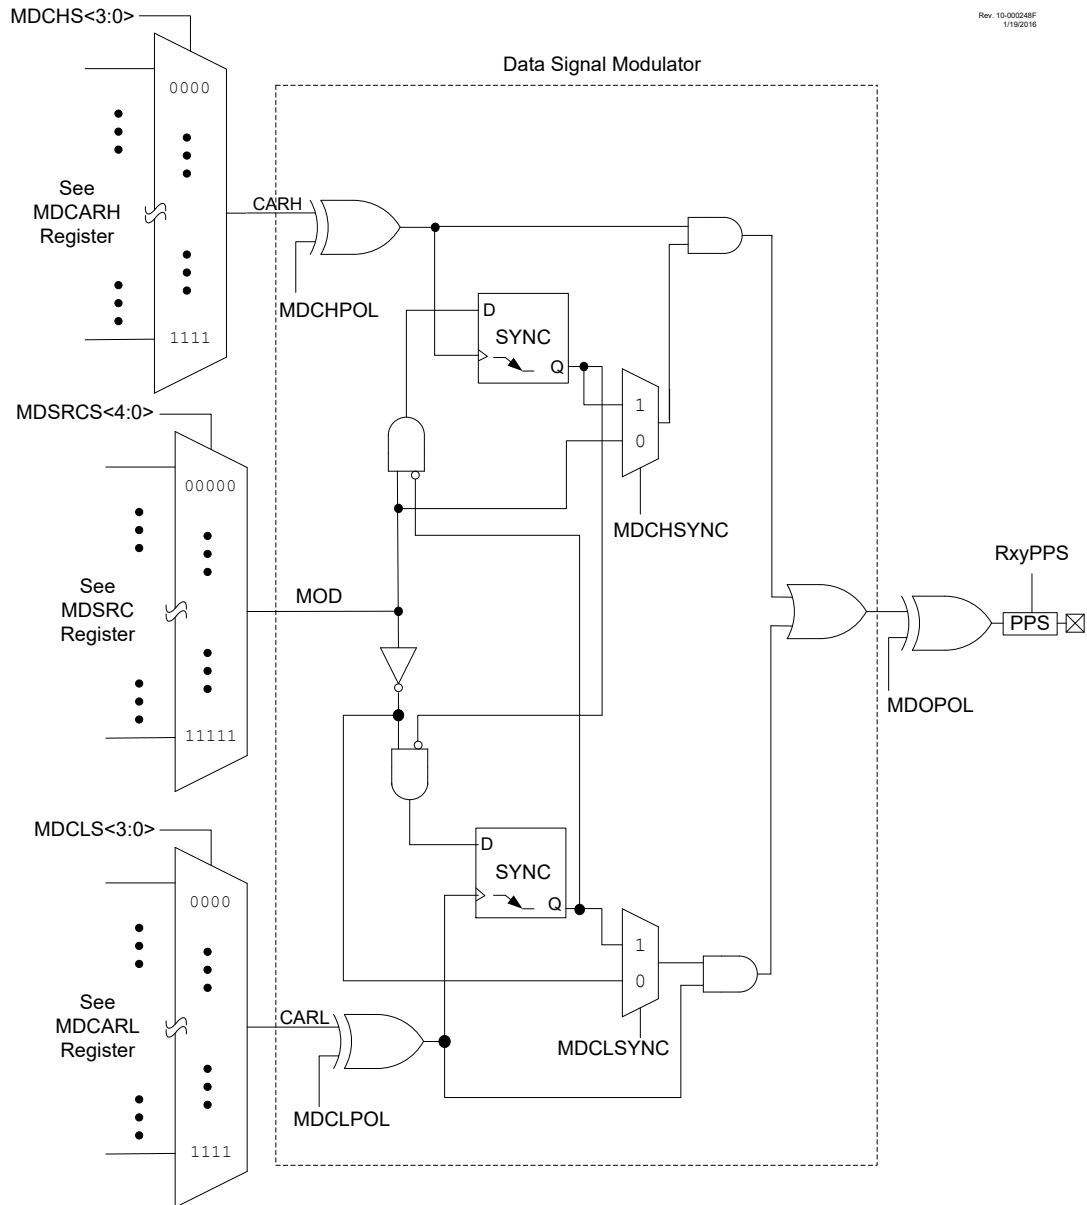 MDCHS<3:0>
Rev. 10-000248F
1/19/2016
Data Signal Modulator
0000
See
MDCARH
Register
CARH
MDCHPOL
D
SYNC
Q
1111
1
0
MDSRCS<4:0>
00000
MDCHSYNC
RxyPPS
See
MDSRC
Register
MOD
PPS
MDOPOL
11111
MDCLS<3:0>
D
SYNC
Q
0000
1
0
See
MDCARL
Register
CARL
MDCLSYNC
MDCLPOL
1111